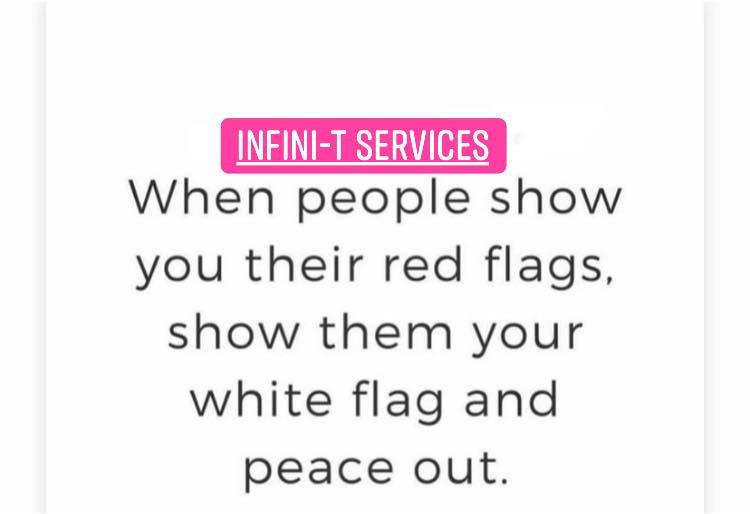 INFINI-T SERVICES
When people show
you their red flags,
show them your
white flag and
peace out.